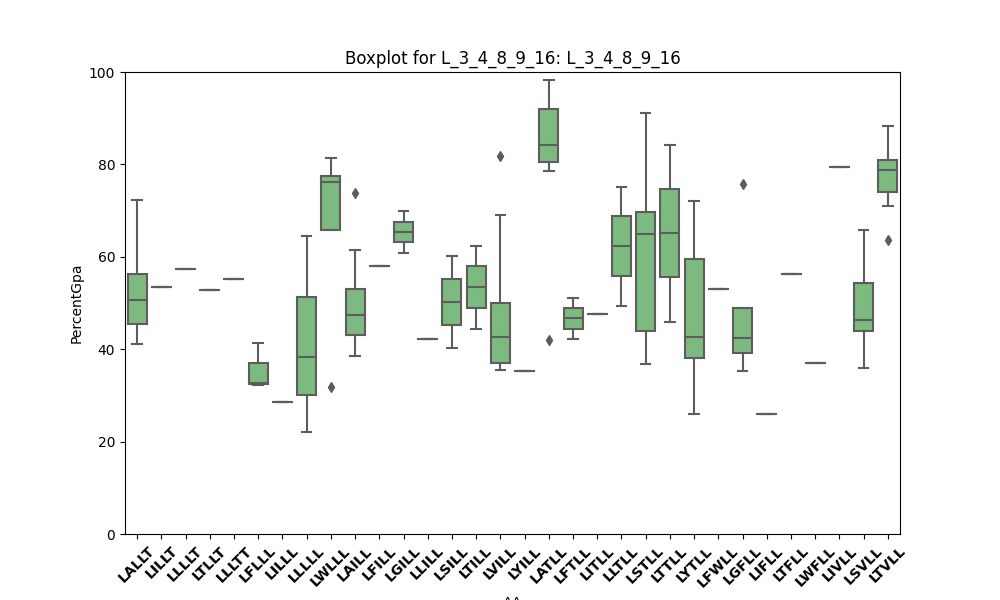 Boxplot for L_3_4_8_9_16: L_3_4_8_9_16
PercentGpa
100
80
60
40
20
0
LALLT
LILLT
LLLLT
LTLLT
LLLTT
LFLLL
LILLL
LLLLL
LWLLL
LAILL
LFILL
LGILL
LLILL
LSILL
LTILL
LVILL
LYILL
LATLL
LFTLL
LITLL
LLTLL
LSTLL
LTTLL
LYTLL
LFWLL
LGFLL
LIFLL
LTFLL
LWFLL
LIVLL
LSVLL
LTVLL